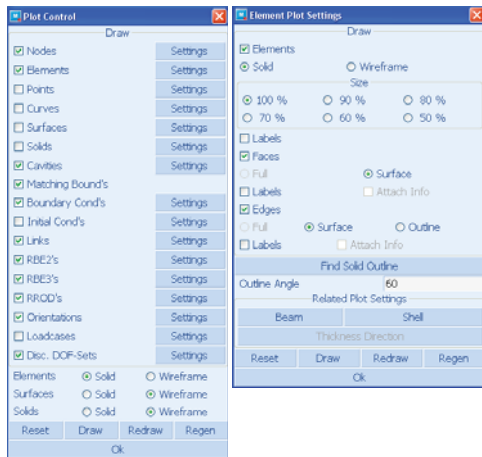 Plot Control
Draw
Nodes Settings
Elements Settings
Points Settings
Curves Settings
Surfaces Settings
Solids Settings
Cavities Settings
Matching Bound's
Boundary Cond's Settings
Initial Cond's Settings
Links Settings
RBE2's Settings
RBE3's Settings
RROD's Settings
Orientations Settings
Loadcases Settings
Disc. DOF-Sets Settings
Elements Solid Wireframe
Surfaces Solid Wireframe
Solids Solid Wireframe
Reset Draw Redraw Regen
Ok
Element Plot Settings
Draw
Elements
Solid Wireframe
Size
100 % 90 % 80 %
70 % 60 % 50 %
Labels
Faces
Full Surface
Labels Attach Info
Edges
Full Surface Outline
Labels Attach Info
Find Solid Outline
Outline Angle 60
Related Plot Settings
Beam Shell
Thickness Direction
Reset Draw Redraw Regen
Ok